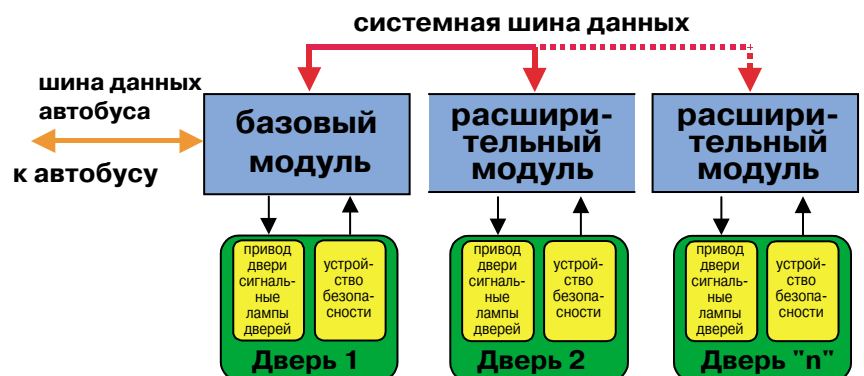 системная шина данных
шина данных
автобуса
к автобусу
базовый
модуль
расшири-
тельный
модуль
расшири-
тельный
модуль
привод
двери
сигналь-
ные
лампы
дверей
устрой-
ство
безопа-
сности
Дверь 1
привод
двери
сигналь-
ные
лампы
дверей
устрой-
ство
безопа-
сности
Дверь 2
привод
двери
сигналь-
ные
лампы
дверей
устрой-
ство
безопа-
сности
Дверь "n"